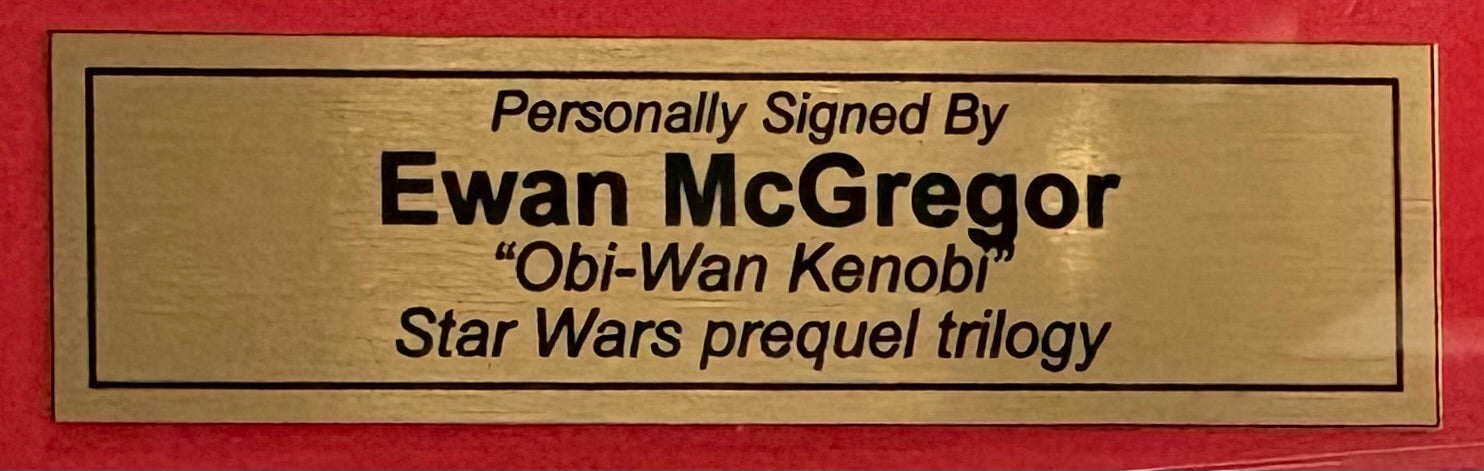 Personally Signed By
Ewan McGregor
“Obi-Wan Kenobi”
Star Wars prequel trilogy